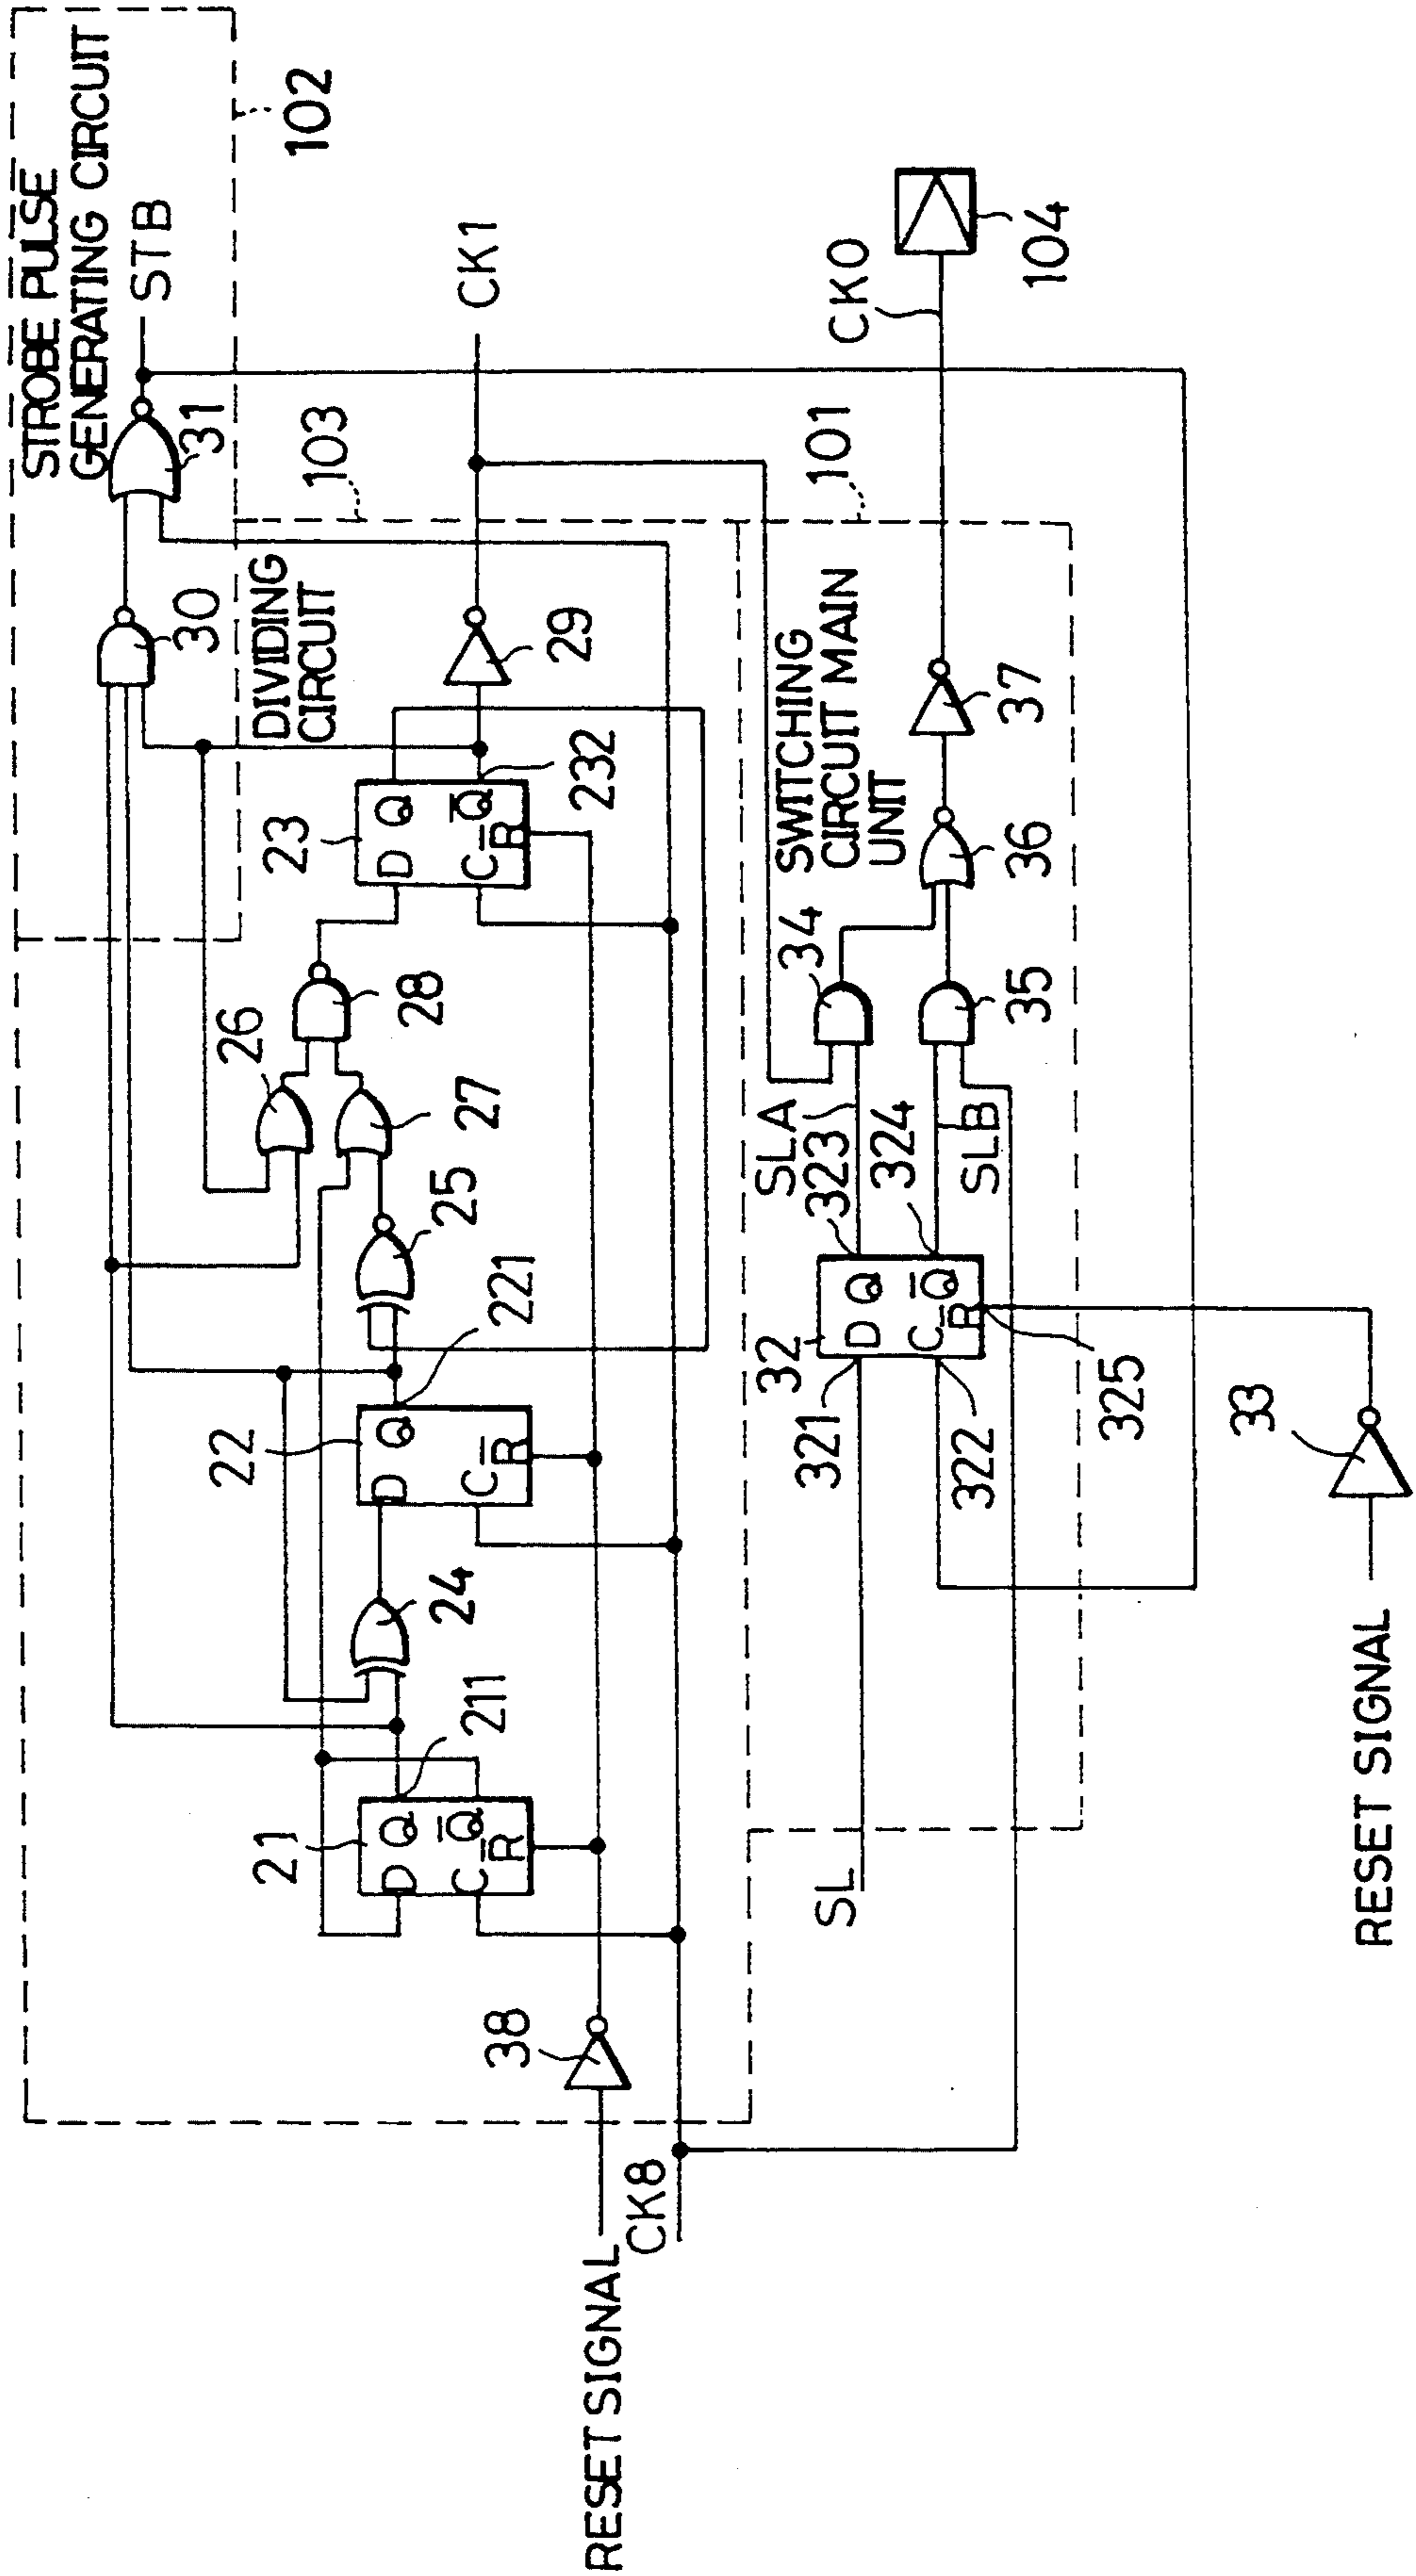 STROBE PULSE
GENERATING CIRCUIT
102
STB
31
30
103
DIVIDING
CIRCUIT
CK1
29
23
D Q
C Q
R
232
26
28
27
25
221
22
D Q
C
R
24
211
21
D Q
C Q
R
38
RESET SIGNAL
CK8
101
SWITCHING
CIRCUIT MAIN
UNIT
CK0
104
37
36
34
35
SLA
323
324
SLB
32
D Q
C Q
R
321
322
325
SL
33
RESET SIGNAL